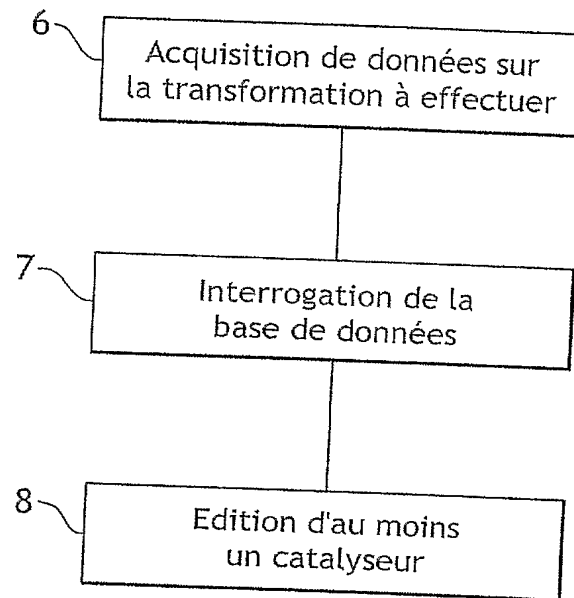 6
Acquisition de données sur
la transformation à effectuer
7
Interrogation de la
base de données
8
Edition d'au moins
un catalyseur